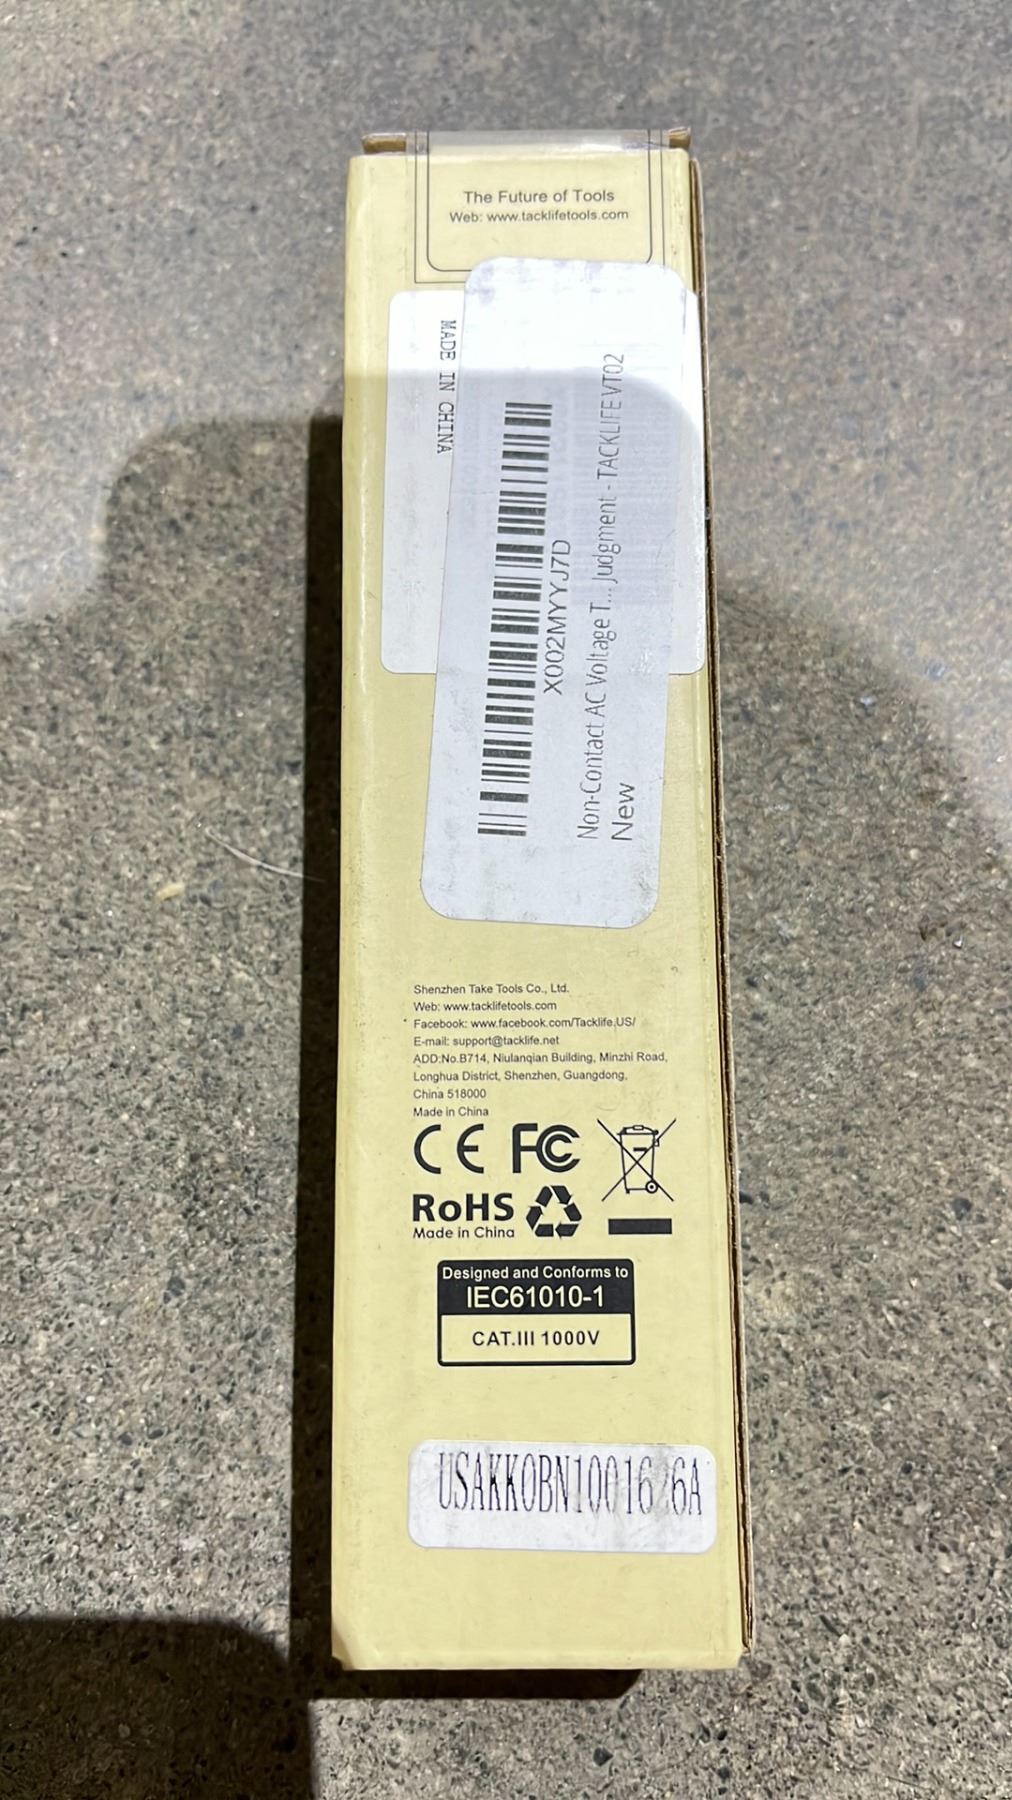 The Future of Tools
Web: www.tacklifetools.com
MADE IN CHINA
X002MYYJ7D
Non-Contact AC Voltage T... Judgment - TACKLIFE VT02
New
Shenzhen Take Tools Co., Ltd.
Web: www.tacklifetools.com
Facebook: www.facebook.com/Tacklife.US/
E-mail: support@tacklife.net
ADD:No.B714, Niulanqian Building, Minzhi Road,
Longhua District, Shenzhen, Guangdong,
China 518000
Made in China
CE FC
RoHS
Made in China
Designed and Conforms to
IEC61010-1
CAT.III 1000V